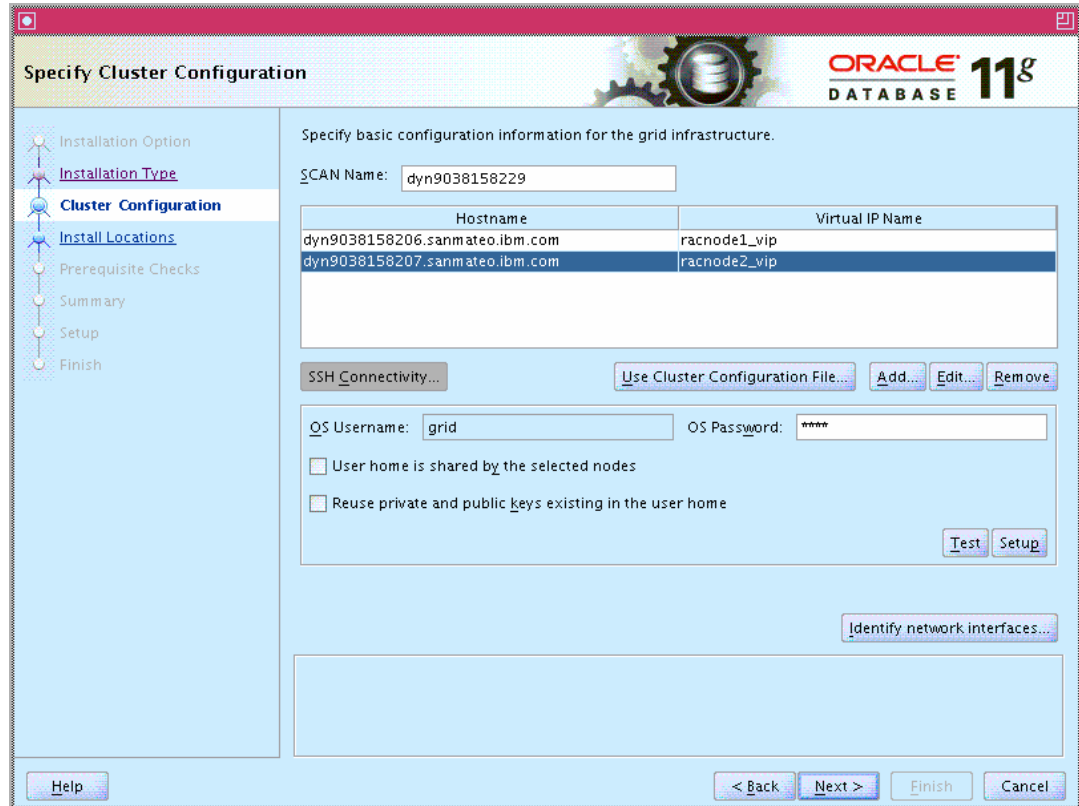 Specify Cluster Configuration
ORACLE
DATABASE 11g
Installation Option
Installation Type
Cluster Configuration
Install Locations
Prerequisite Checks
Summary
Setup
Finish
Specify basic configuration information for the grid infrastructure.
SCAN Name: dyn9038158229
Hostname Virtual IP Name
dyn9038158206.sanmateo.ibm.com racnode1_vip
dyn9038158207.sanmateo.ibm.com racnode2_vip
SSH Connectivity... Use Cluster Configuration File... Add... Edit... Remove
OS Username: grid OS Password: ****
User home is shared by the selected nodes
Reuse private and public keys existing in the user home
Test Setup
Identify network interfaces...
Help < Back Next > Finish Cancel